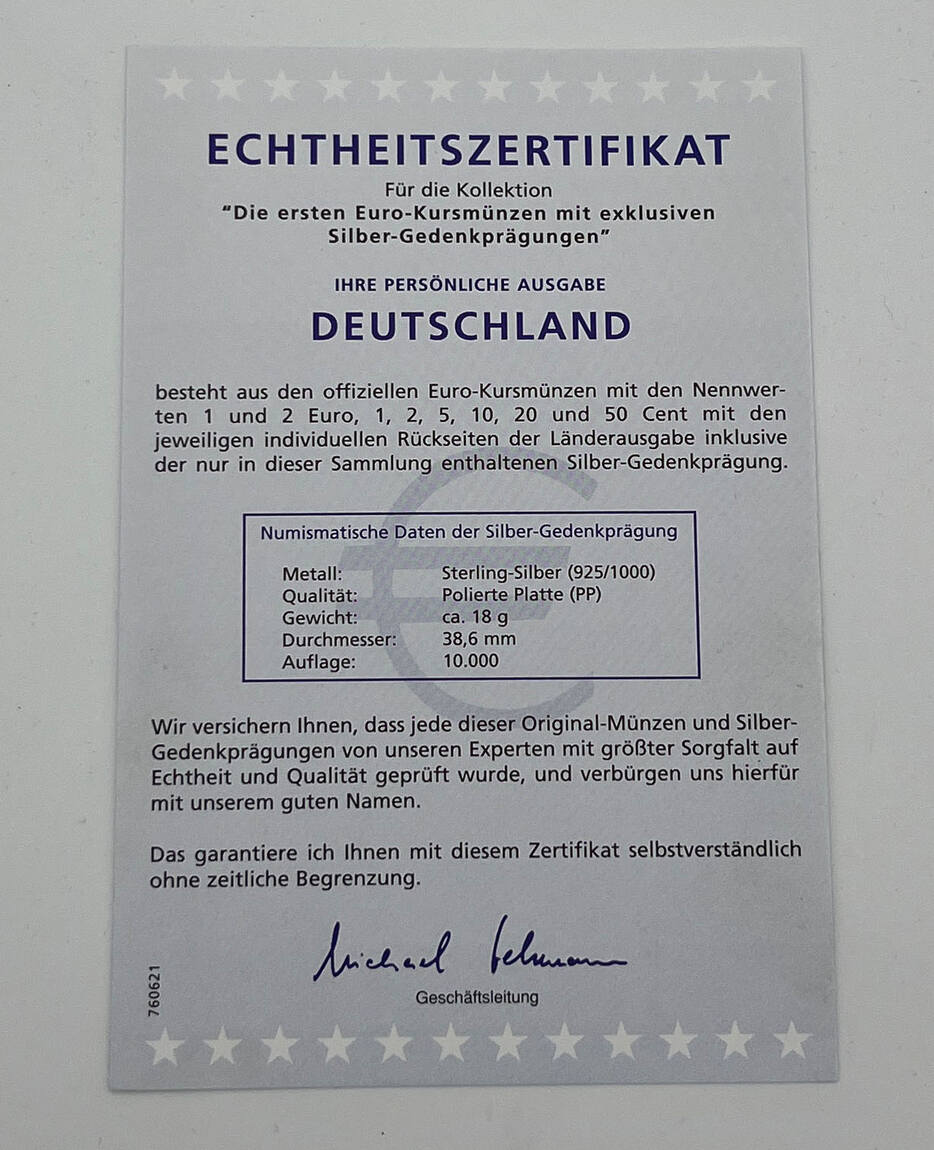 ECHTHEITSZERTIFIKAT
Für die Kollektion
“Die ersten Euro-Kursmünzen mit exklusiven
Silber-Gedenkprägungen”
IHRE PERSÖNLICHE AUSGABE
DEUTSCHLAND
besteht aus den offiziellen Euro-Kursmünzen mit den Nennwer-
ten 1 und 2 Euro, 1, 2, 5, 10, 20 und 50 Cent mit den
jeweiligen individuellen Rückseiten der Länderausgabe inklusive
der nur in dieser Sammlung enthaltenen Silber-Gedenkprägung.
Numismatische Daten der Silber-Gedenkprägung
Metall: Sterling-Silber (925/1000)
Qualität: Polierte Platte (PP)
Gewicht: ca. 18 g
Durchmesser: 38,6 mm
Auflage: 10.000
Wir versichern Ihnen, dass jede dieser Original-Münzen und Silber-
Gedenkprägungen von unseren Experten mit größter Sorgfalt auf
Echtheit und Qualität geprüft wurde, und verbürgen uns hierfür
mit unserem guten Namen.
Das garantiere ich Ihnen mit diesem Zertifikat selbstverständlich
ohne zeitliche Begrenzung.
Michael
Geschäftsleitung
760621